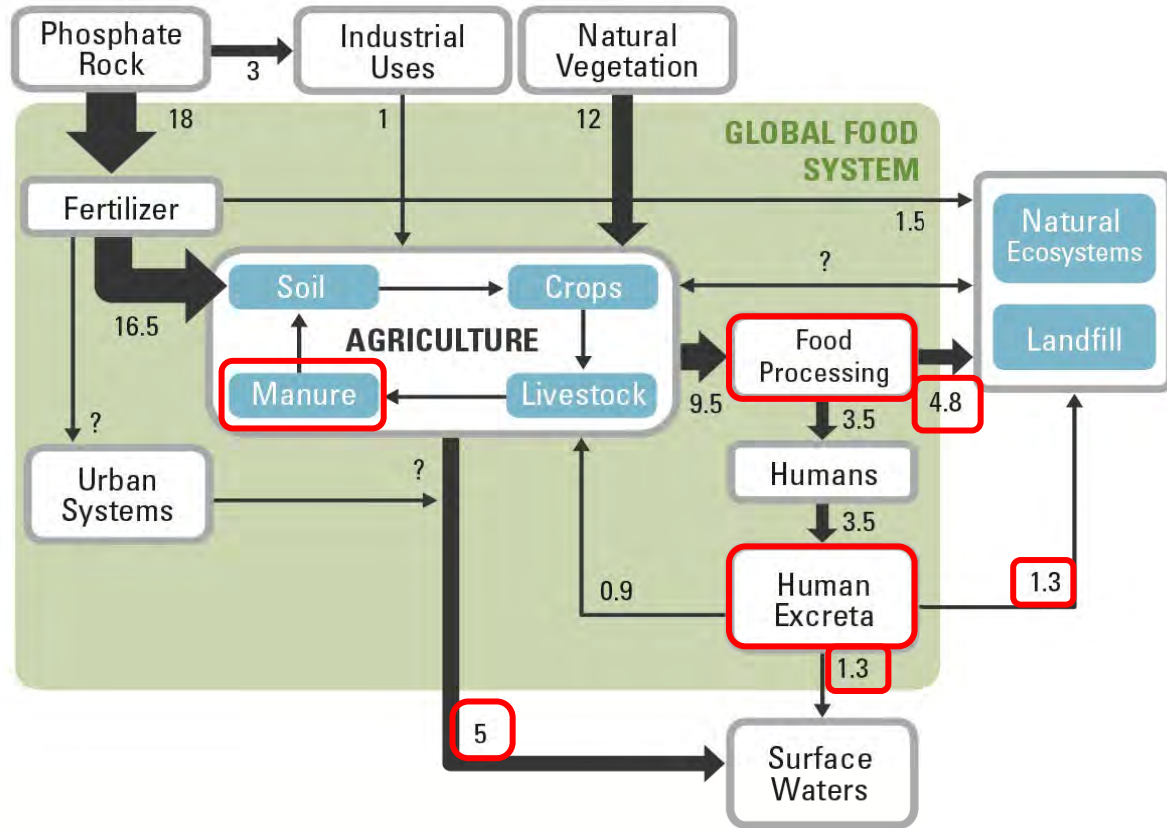 Phosphate
Rock
3
Industrial
Uses
Natural
Vegetation
18
1
12
GLOBAL FOOD
SYSTEM
Fertilizer
1.5
Natural
Ecosystems
Landfill
?
16.5
Soil
Crops
AGRICULTURE
Manure
Livestock
9.5
Food
Processing
4.8
3.5
?
Urban
Systems
?
Humans
3.5
0.9
Human
Excreta
1.3
1.3
5
Surface
Waters